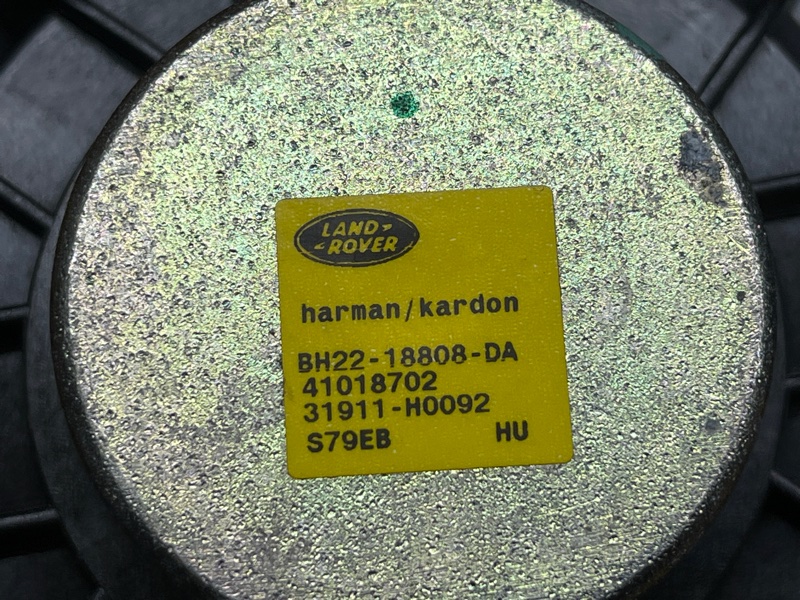 LAND
ROVER
harman/kardon
BH22-18808-DA
41018702
31911-H0092
S79EB HU